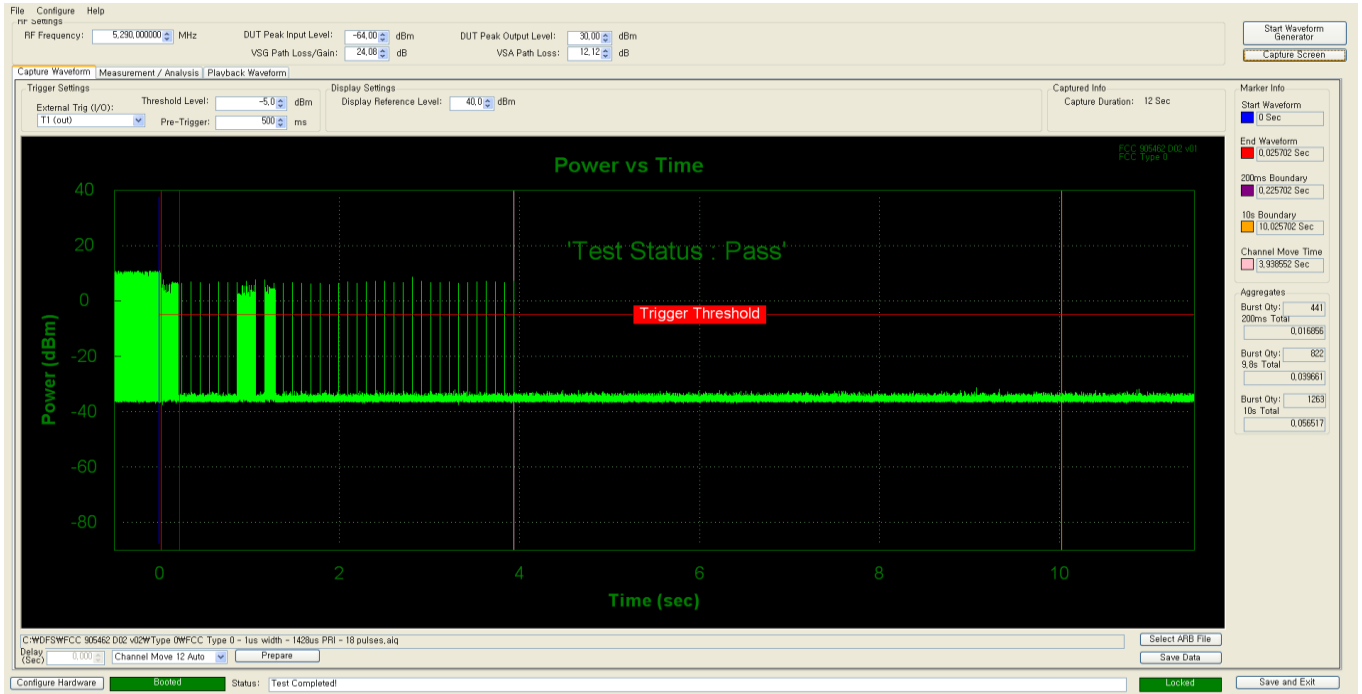 File Configure Help
RF Settings
RF Frequency: 5,290,000000 MHz DUT Peak Input Level: -64,00 dBm DUT Peak Output Level: 30,00 dBm
VSG Path Loss/Gain: 24,08 dB VSA Path Loss: 12,12 dB
Start Waveform Generator
Capture Screen
Capture Waveform Measurement / Analysis Playback Waveform
Trigger Settings
External Trig (I/O):
T1 (out)
Threshold Level: -5,0 dBm
Pre-Trigger: 500 ms
Display Settings
Display Reference Level: 40,0 dBm
Captured Info
Capture Duration: 12 Sec
Marker Info
Start Waveform
0 Sec
End Waveform
0,025702 Sec
200ms Boundary
0,225702 Sec
10s Boundary
10,025702 Sec
Channel Move Time
3,938552 Sec
Aggregates
Burst Qty: 441
200ms Total
0,016856
Burst Qty: 822
9,8s Total
0,039661
Burst Qty: 1263
10s Total
0,056517
FCC 905462 D02 v01
FCC Type 0
Power vs Time
'Test Status : Pass'
Trigger Threshold
Power (dBm)
40
20
0
-20
-40
-60
-80
0 2 4 6 8 10
Time (sec)
C:₩DFS₩FCC 905462 D02 v02₩Type 0₩FCC Type 0 - 1us width - 1428us PRI - 18 pulses,aiq
Select ARB File
Delay (Sec) 0,000 Channel Move 12 Auto Prepare
Save Data
Configure Hardware Booted Status: Test Completed! Locked Save and Exit